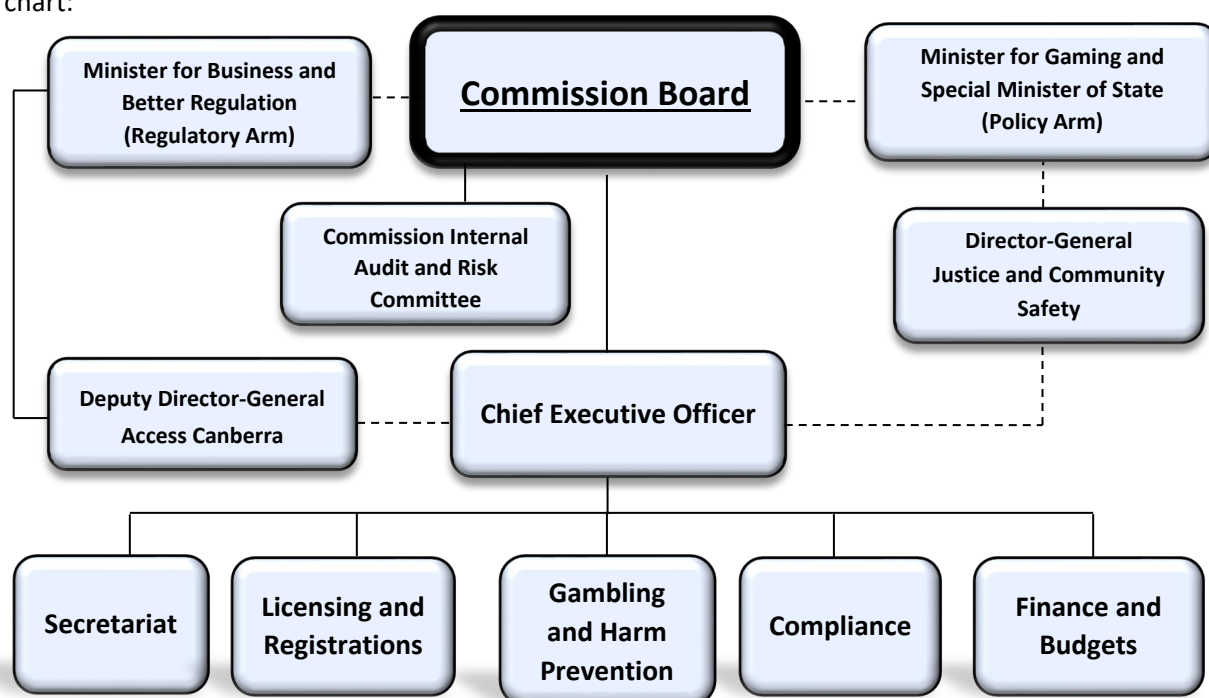 chart:
Minister for Business and
Better Regulation
(Regulatory Arm)
Commission Board
Minister for Gaming and
Special Minister of State
(Policy Arm)
Commission Internal
Audit and Risk
Committee
Director-General
Justice and Community
Safety
Deputy Director-General
Access Canberra
Chief Executive Officer
Secretariat
Licensing and
Registrations
Gambling
and Harm
Prevention
Compliance
Finance and
Budgets